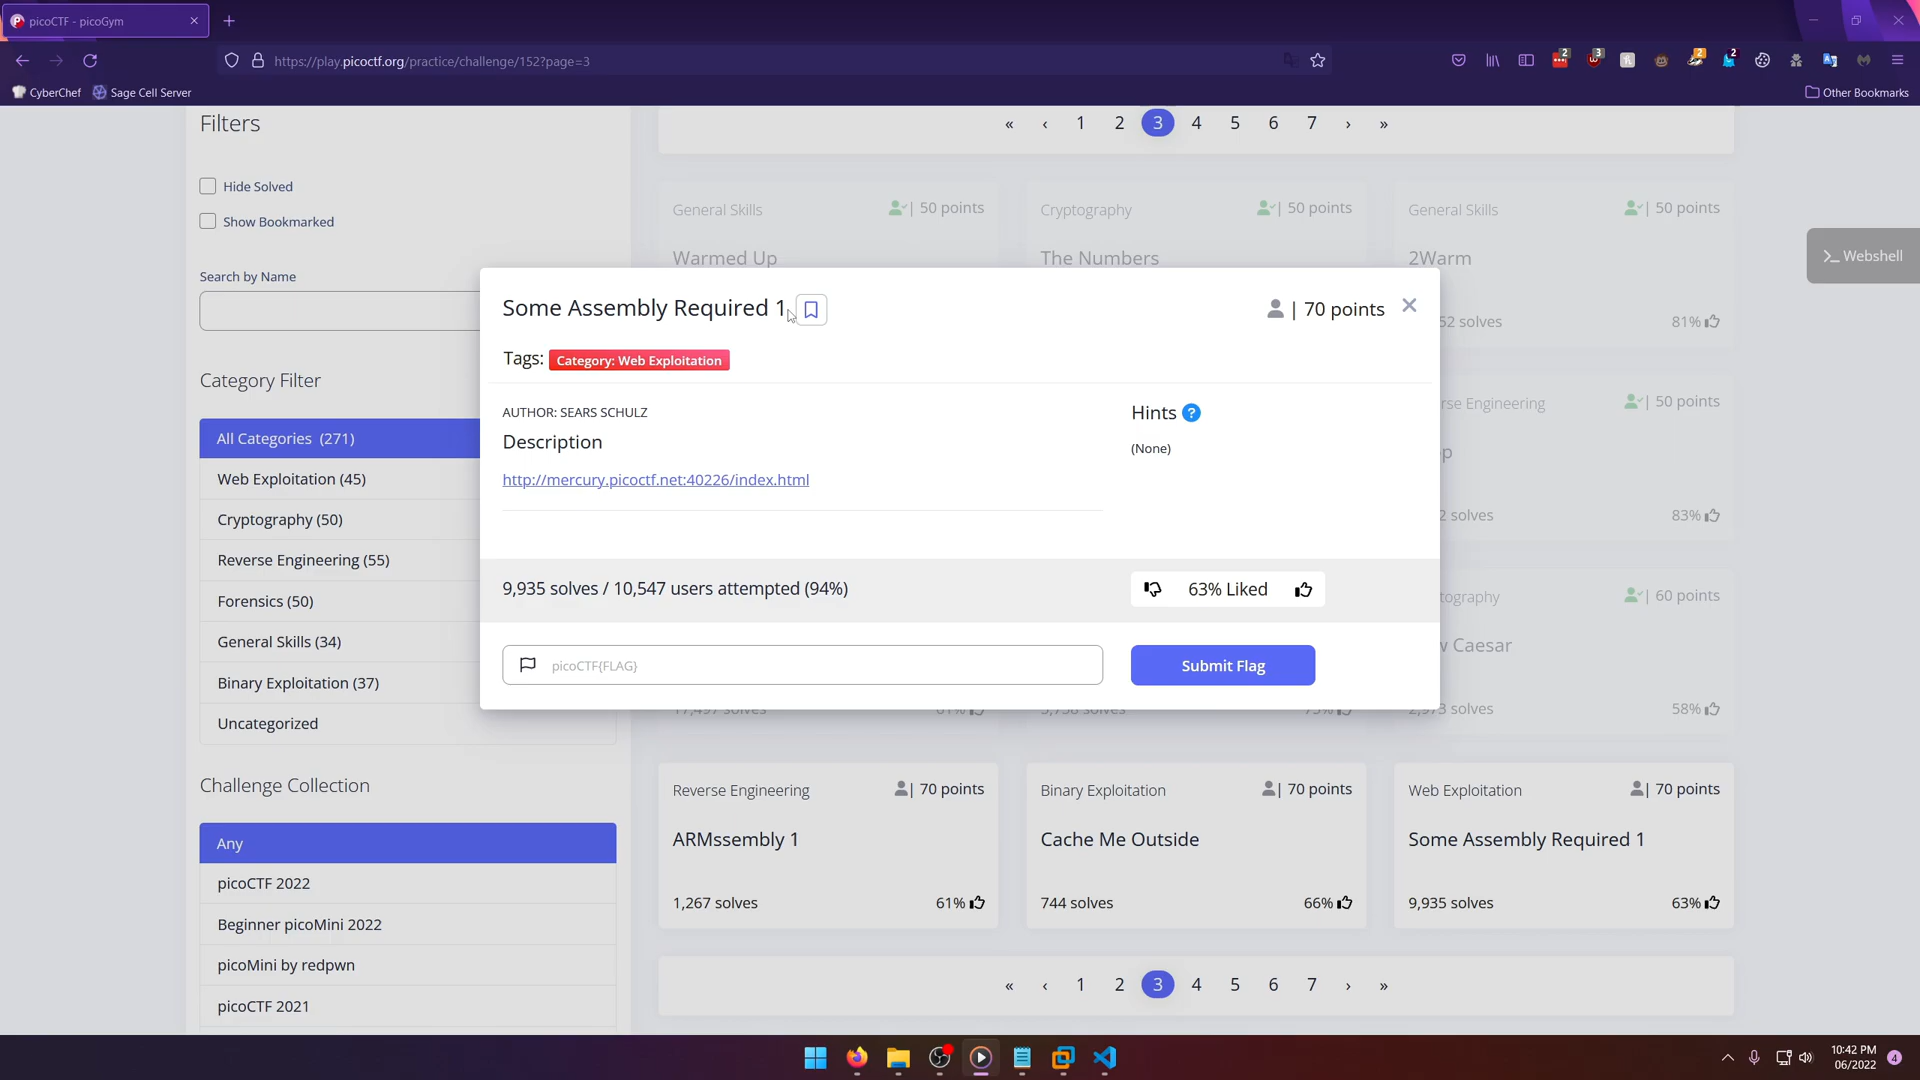 picoCTF - picoGym
https://play.picoctf.org/practice/challenge/152?page=3
2
3
2
2
CyberChef
Sage Cell Server
Other Bookmarks
Filters
Hide Solved
Show Bookmarked
Search by Name
Category Filter
All Categories (271)
Web Exploitation (45)
Cryptography (50)
Reverse Engineering (55)
Forensics (50)
General Skills (34)
Binary Exploitation (37)
Uncategorized
Challenge Collection
Any
picoCTF 2022
Beginner picoMini 2022
picoMini by redpwn
picoCTF 2021
« ‹ 1 2 3 4 5 6 7 › »
General Skills | 50 points
Warmed Up
Cryptography | 50 points
The Numbers
General Skills | 50 points
2Warm
52 solves 81%
Webshell
Some Assembly Required 1
| 70 points
Tags: Category: Web Exploitation
AUTHOR: SEARS SCHULZ
Description
http://mercury.picoctf.net:40226/index.html
Hints ?
(None)
9,935 solves / 10,547 users attempted (94%)
63% Liked
picoCTF{FLAG}
Submit Flag
rse Engineering | 50 points
2 solves 83%
tography | 60 points
w Caesar
58%
Reverse Engineering | 70 points
ARMssembly 1
1,267 solves 61%
Binary Exploitation | 70 points
Cache Me Outside
744 solves 66%
Web Exploitation | 70 points
Some Assembly Required 1
9,935 solves 63%
« ‹ 1 2 3 4 5 6 7 › »
10:42 PM
06/2022
4